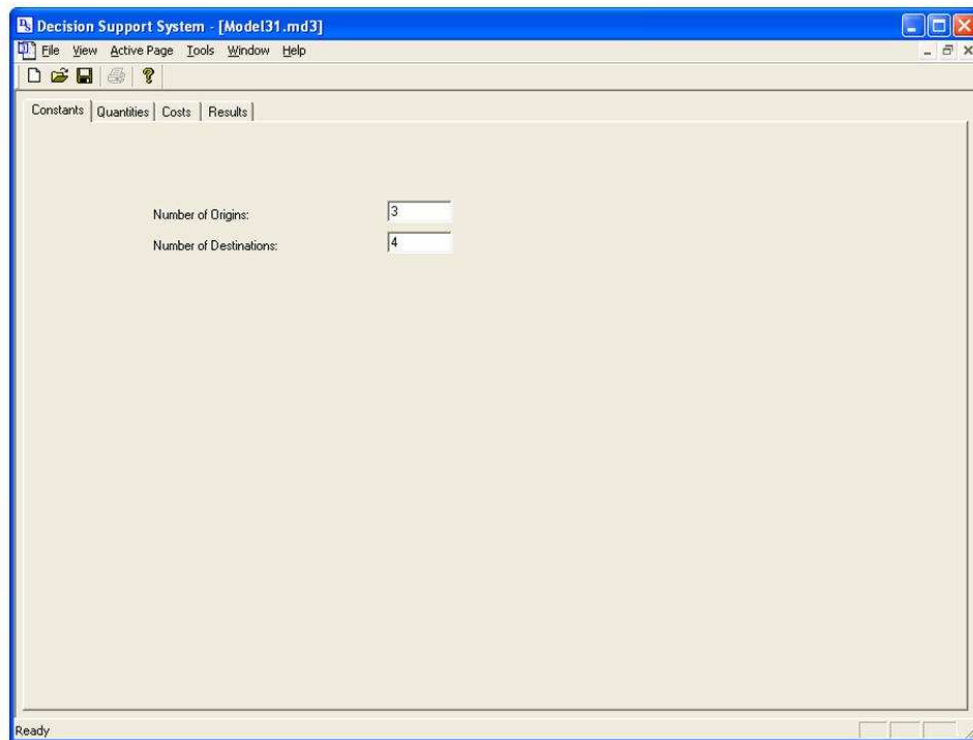 Decision Support System - [Model31.md3]
File View Active Page Tools Window Help
Constants Quantities Costs Results
Number of Origins: 3
Number of Destinations: 4
Ready